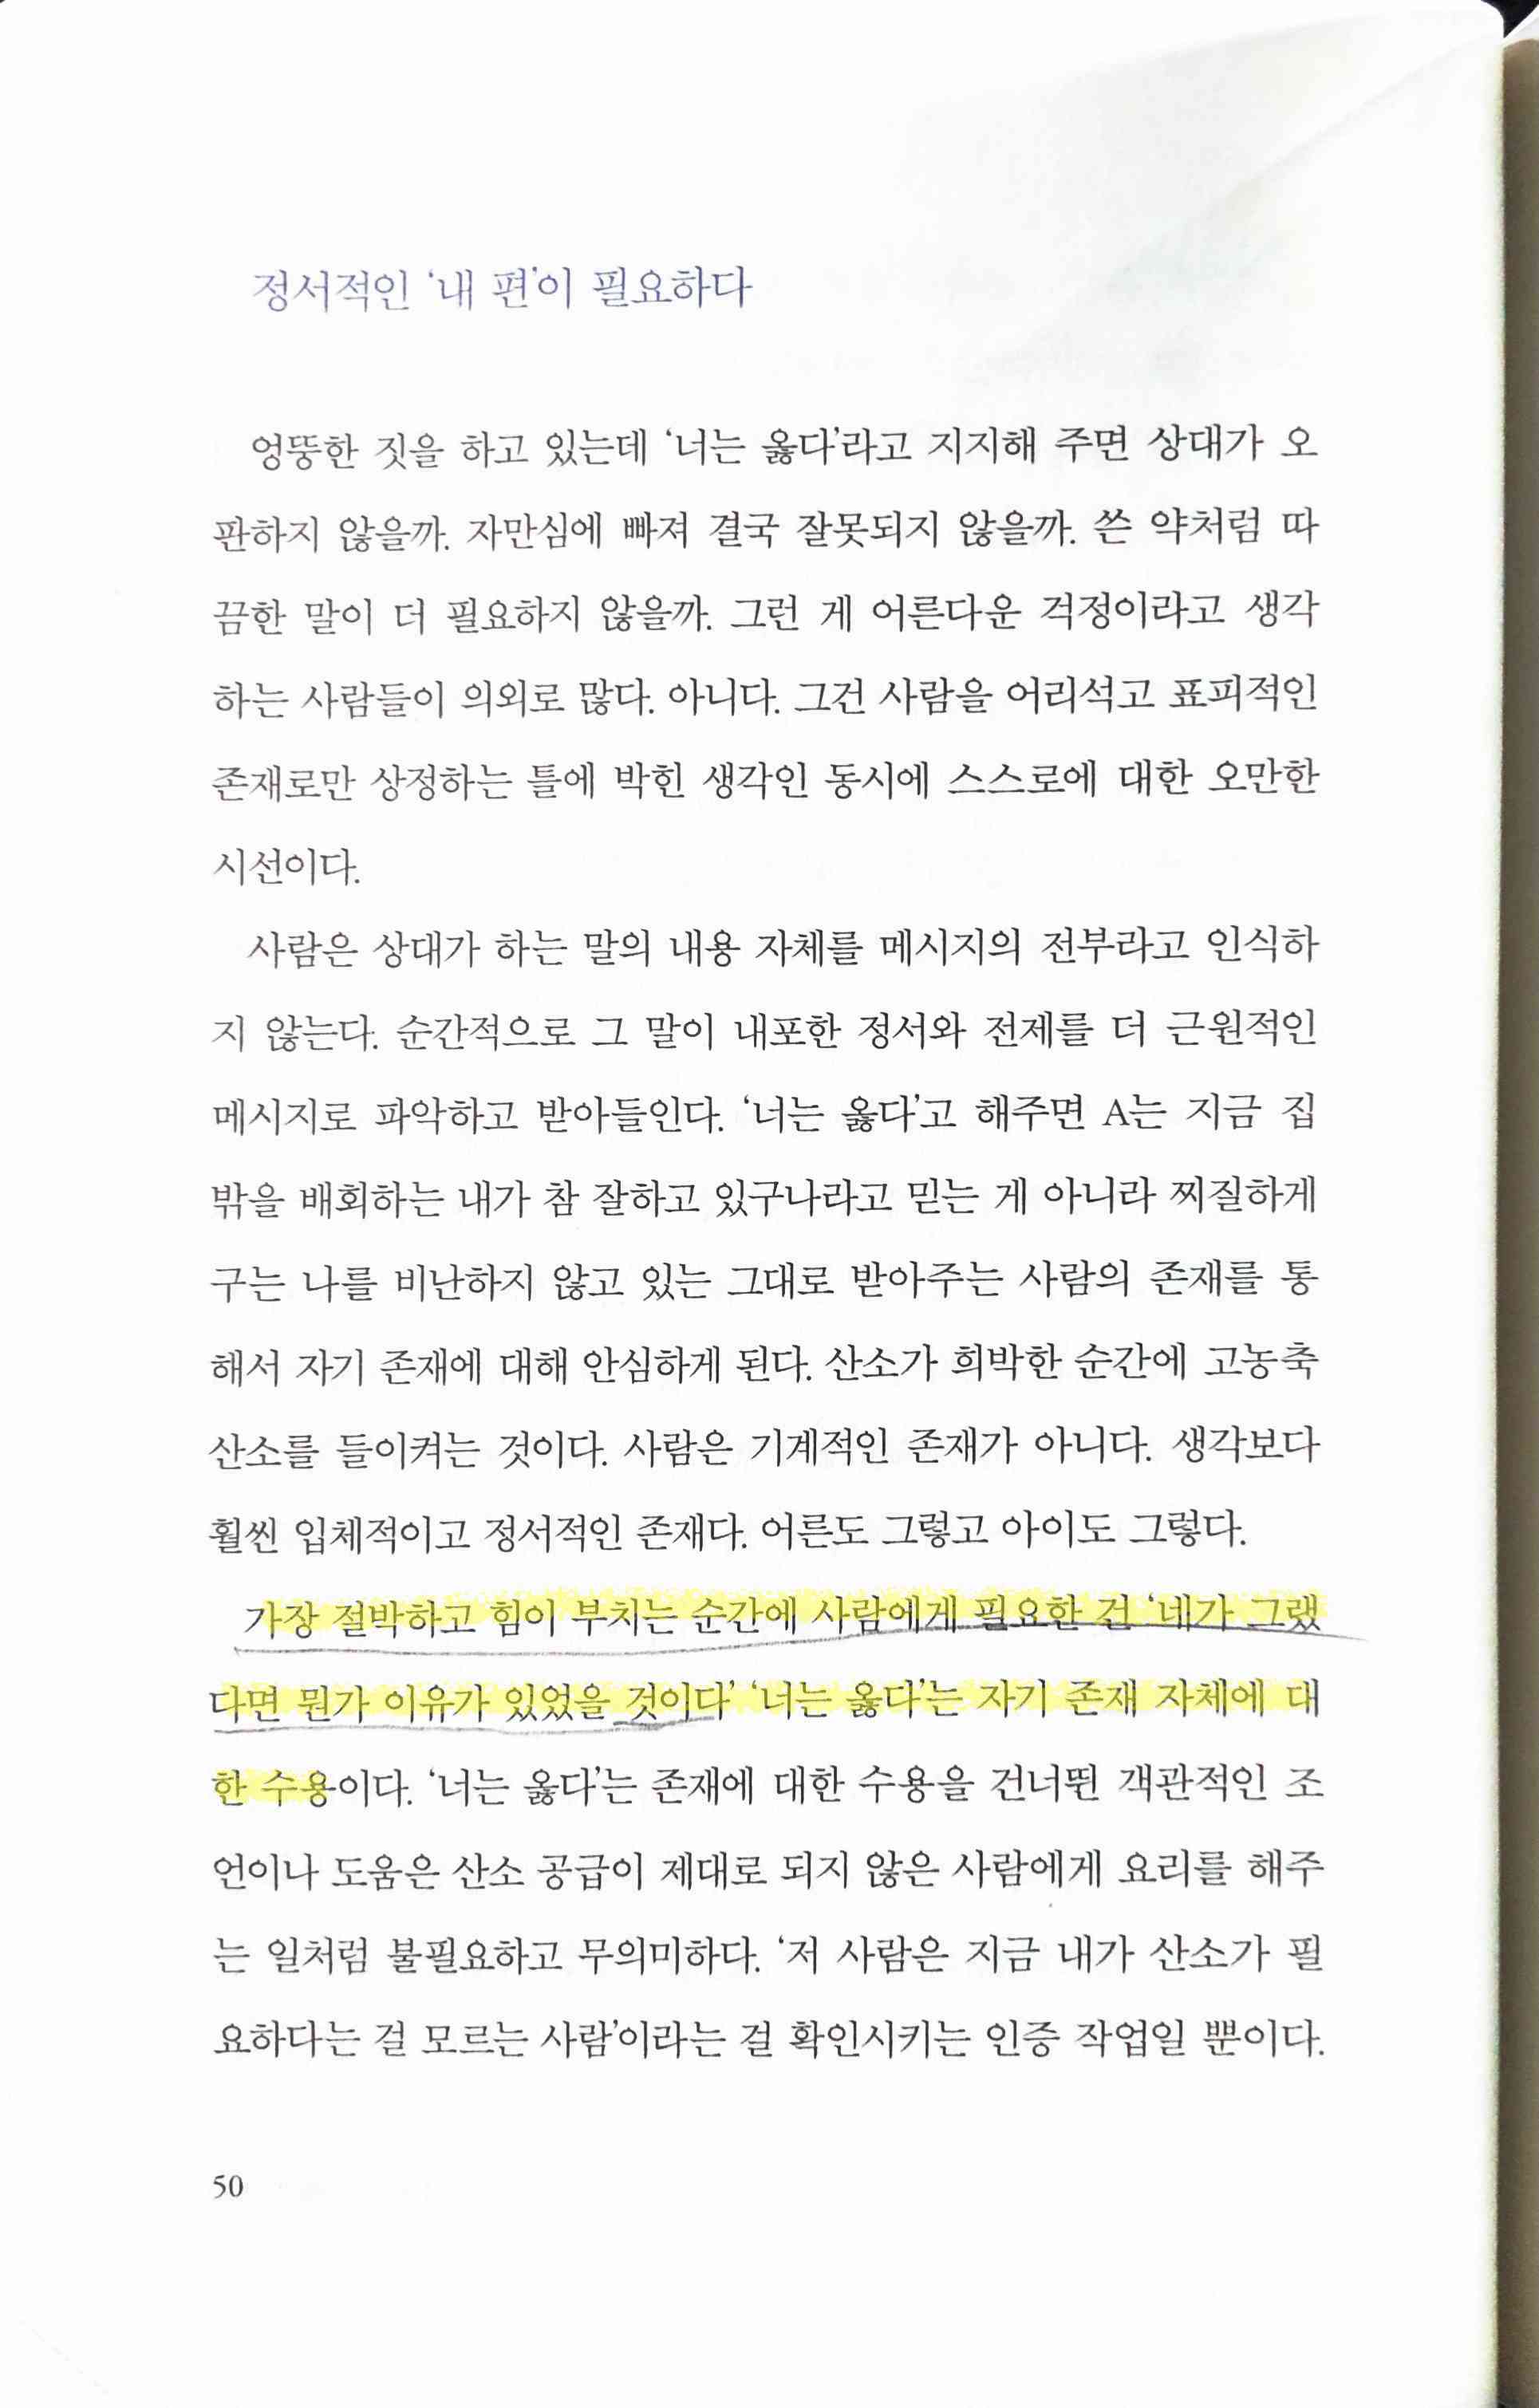 정서적인 ‘내 편’이 필요하다
엉뚱한 짓을 하고 있는데 ‘너는 옳다’라고 지지해 주면 상대가 오
판하지 않을까. 자만심에 빠져 결국 잘못되지 않을까. 쓴 약처럼 따
끔한 말이 더 필요하지 않을까. 그런 게 어른다운 걱정이라고 생각
하는 사람들이 의외로 많다. 아니다. 그건 사람을 어리석고 표피적인
존재로만 상정하는 틀에 박힌 생각인 동시에 스스로에 대한 오만한
시선이다.
사람은 상대가 하는 말의 내용 자체를 메시지의 전부라고 인식하
지 않는다. 순간적으로 그 말이 내포한 정서와 전제를 더 근원적인
메시지로 파악하고 받아들인다. ‘너는 옳다’고 해주면 A는 지금 집
밖을 배회하는 내가 참 잘하고 있구나라고 믿는 게 아니라 찌질하게
구는 나를 비난하지 않고 있는 그대로 받아주는 사람의 존재를 통
해서 자기 존재에 대해 안심하게 된다. 산소가 희박한 순간에 고농축
산소를 들이켜는 것이다. 사람은 기계적인 존재가 아니다. 생각보다
훨씬 입체적이고 정서적인 존재다. 어른도 그렇고 아이도 그렇다.
가장 절박하고 힘이 부치는 순간에 사람에게 필요한 건 ‘네가 그랬
다면 뭔가 이유가 있었을 것이다’ ‘너는 옳다’는 자기 존재 자체에 대
한 수용이다. ‘너는 옳다’는 존재에 대한 수용을 건너뛴 객관적인 조
언이나 도움은 산소 공급이 제대로 되지 않은 사람에게 요리를 해주
는 일처럼 불필요하고 무의미하다. ‘저 사람은 지금 내가 산소가 필
요하다는 걸 모르는 사람’이라는 걸 확인시키는 인증 작업일 뿐이다.
50